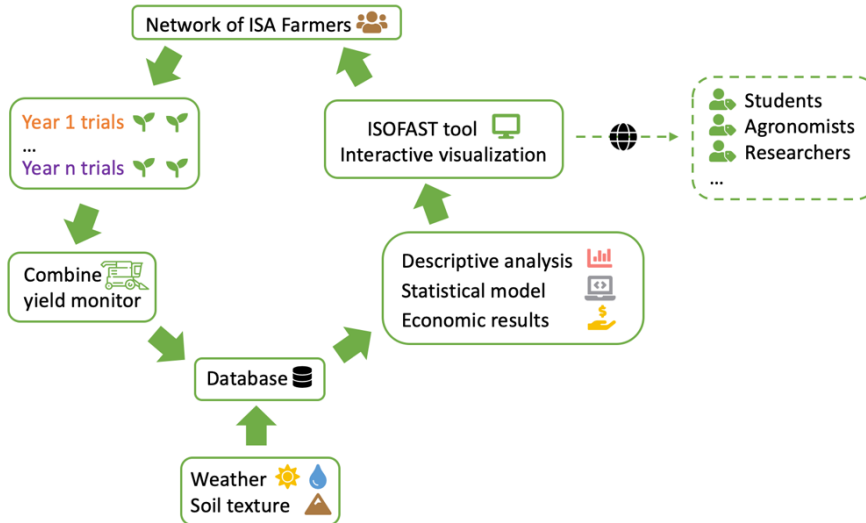 Network of ISA Farmers
Year 1 trials
...
Year n trials
ISOFAST tool
Interactive visualization
Students
Agronomists
Researchers
...
Combine
yield monitor
Descriptive analysis
Statistical model
Economic results
Database
Weather
Soil texture